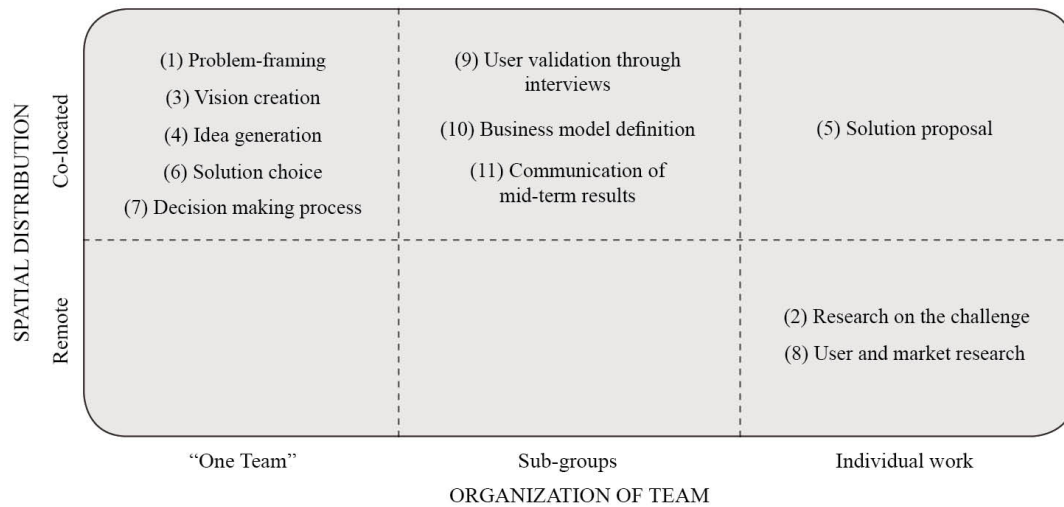 SPATIAL DISTRIBUTION
Co-located
Remote
(1) Problem-framing
(3) Vision creation
(4) Idea generation
(6) Solution choice
(7) Decision making process
(9) User validation through
interviews
(10) Business model definition
(11) Communication of
mid-term results
(5) Solution proposal
(2) Research on the challenge
(8) User and market research
“One Team”
Sub-groups
Individual work
ORGANIZATION OF TEAM